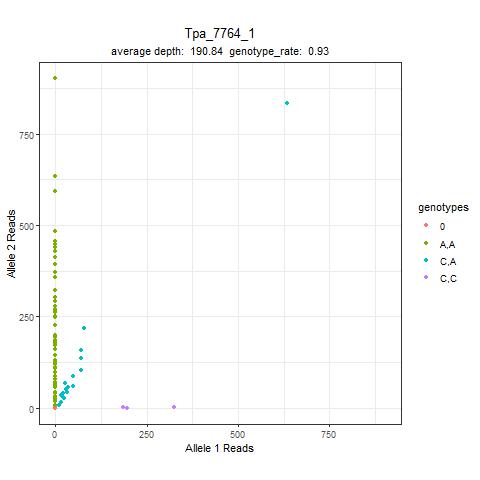 Tpa_7764_1
average depth: 190.84 genotype_rate: 0.93
Allele 2 Reads
750
500
250
0
0
250
500
750
Allele 1 Reads
genotypes
0
A,A
C,A
C,C